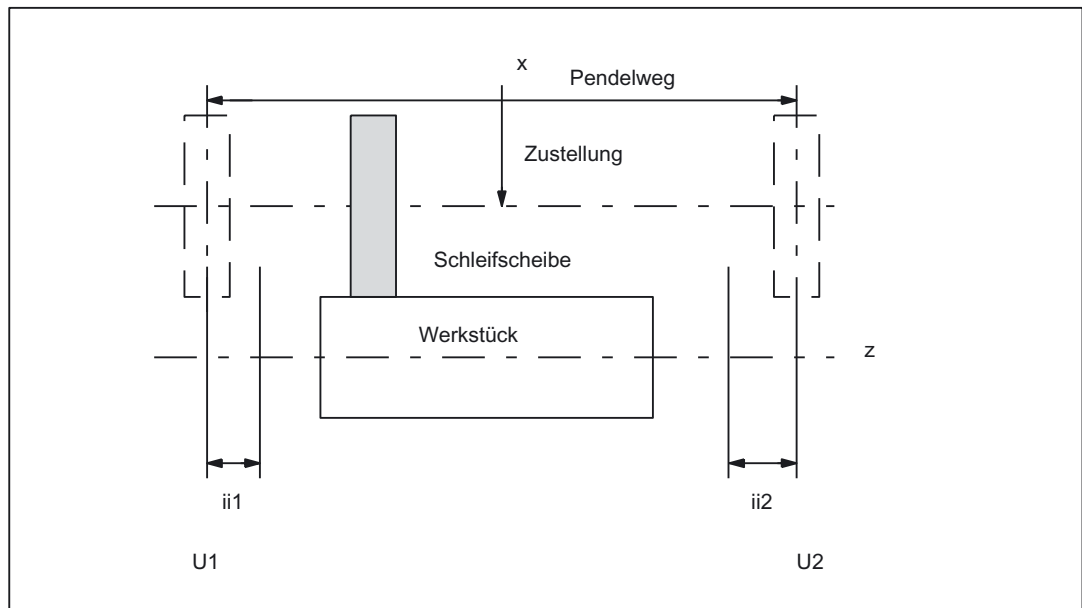 x
Pendelweg
Zustellung
Schleifscheibe
Werkstück
z
ii1
ii2
U1
U2